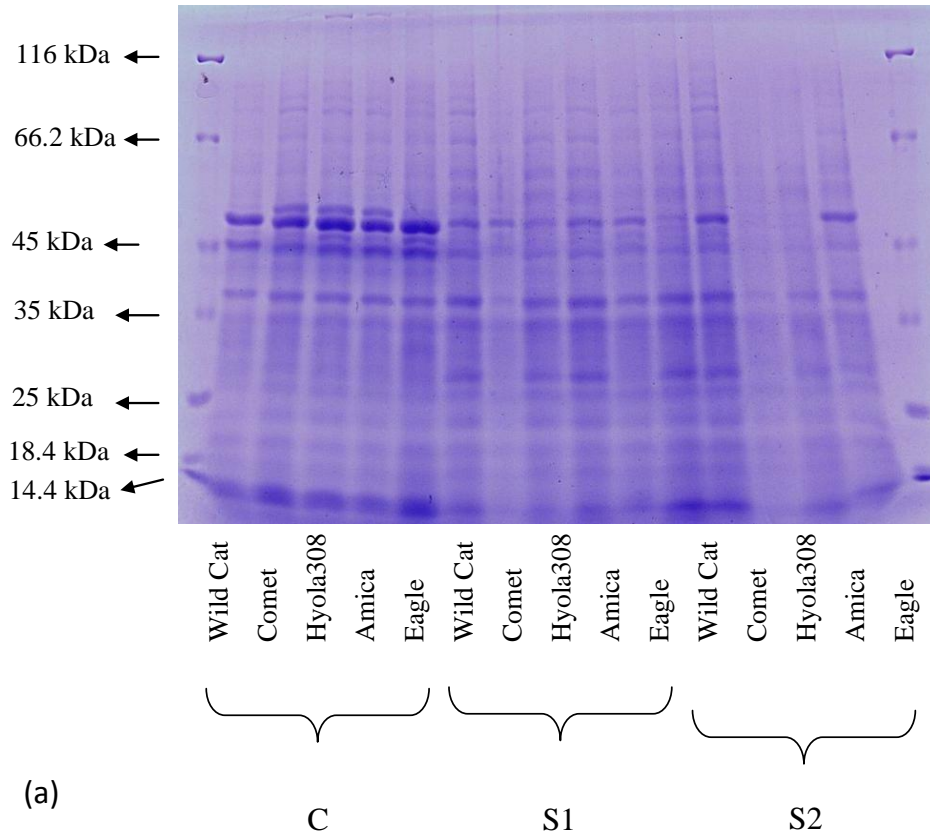 116 kDa
66.2 kDa
45 kDa
35 kDa
25 kDa
18.4 kDa
14.4 kDa
Wild Cat
Comet
Hyola308
Amica
Eagle
Wild Cat
Comet
Hyola308
Amica
Eagle
Wild Cat
Comet
Hyola308
Amica
Eagle
(a)
C
S1
S2